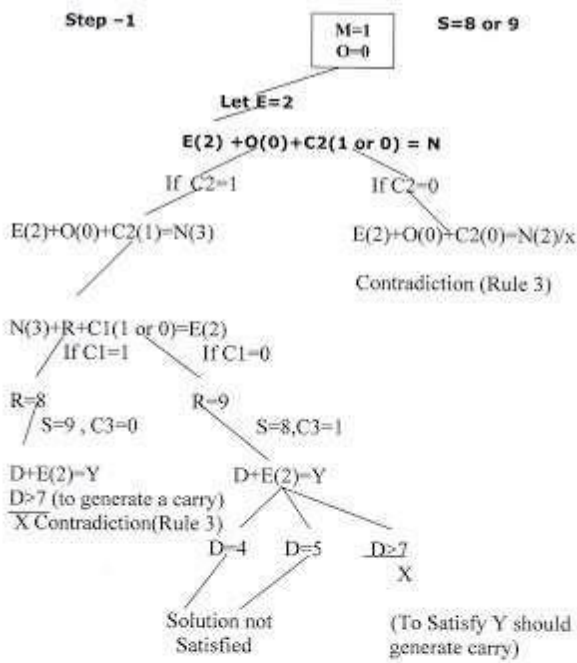 Step –1
M=1
O=0
S=8 or 9
Let E=2
E(2) +O(0)+C2(1 or 0) = N
If C2=1
If C2=0
E(2)+O(0)+C2(1)=N(3)
E(2)+O(0)+C2(0)=N(2)/x
Contradiction (Rule 3)
N(3)+R+C1(1 or 0)=E(2)
If C1=1
If C1=0
R=8
R=9
S=9 , C3=0
S=8,C3=1
D+E(2)=Y
D>7 (to generate a carry)
X Contradiction(Rule 3)
D+E(2)=Y
D=4
D=5
D>7
X
Solution not
Satisfied
(To Satisfy Y should
generate carry)